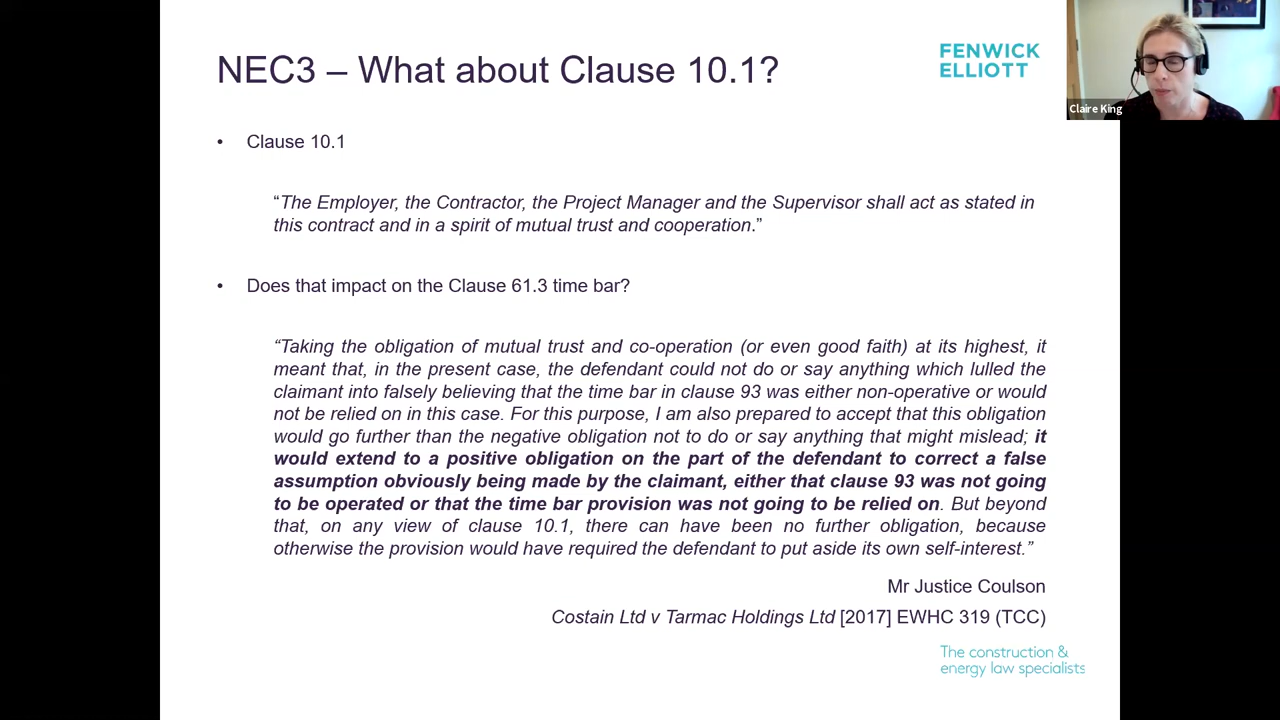 NEC3 – What about Clause 10.1?
FENWICK
ELLIOTT
Claire King
• Clause 10.1
“The Employer, the Contractor, the Project Manager and the Supervisor shall act as stated in
this contract and in a spirit of mutual trust and cooperation.”
• Does that impact on the Clause 61.3 time bar?
“Taking the obligation of mutual trust and co-operation (or even good faith) at its highest, it
meant that, in the present case, the defendant could not do or say anything which lulled the
claimant into falsely believing that the time bar in clause 93 was either non-operative or would
not be relied on in this case. For this purpose, I am also prepared to accept that this obligation
would go further than the negative obligation not to do or say anything that might mislead; it
would extend to a positive obligation on the part of the defendant to correct a false
assumption obviously being made by the claimant, either that clause 93 was not going
to be operated or that the time bar provision was not going to be relied on. But beyond
that, on any view of clause 10.1, there can have been no further obligation, because
otherwise the provision would have required the defendant to put aside its own self-interest.”
Mr Justice Coulson
Costain Ltd v Tarmac Holdings Ltd [2017] EWHC 319 (TCC)
The construction &
energy law specialists